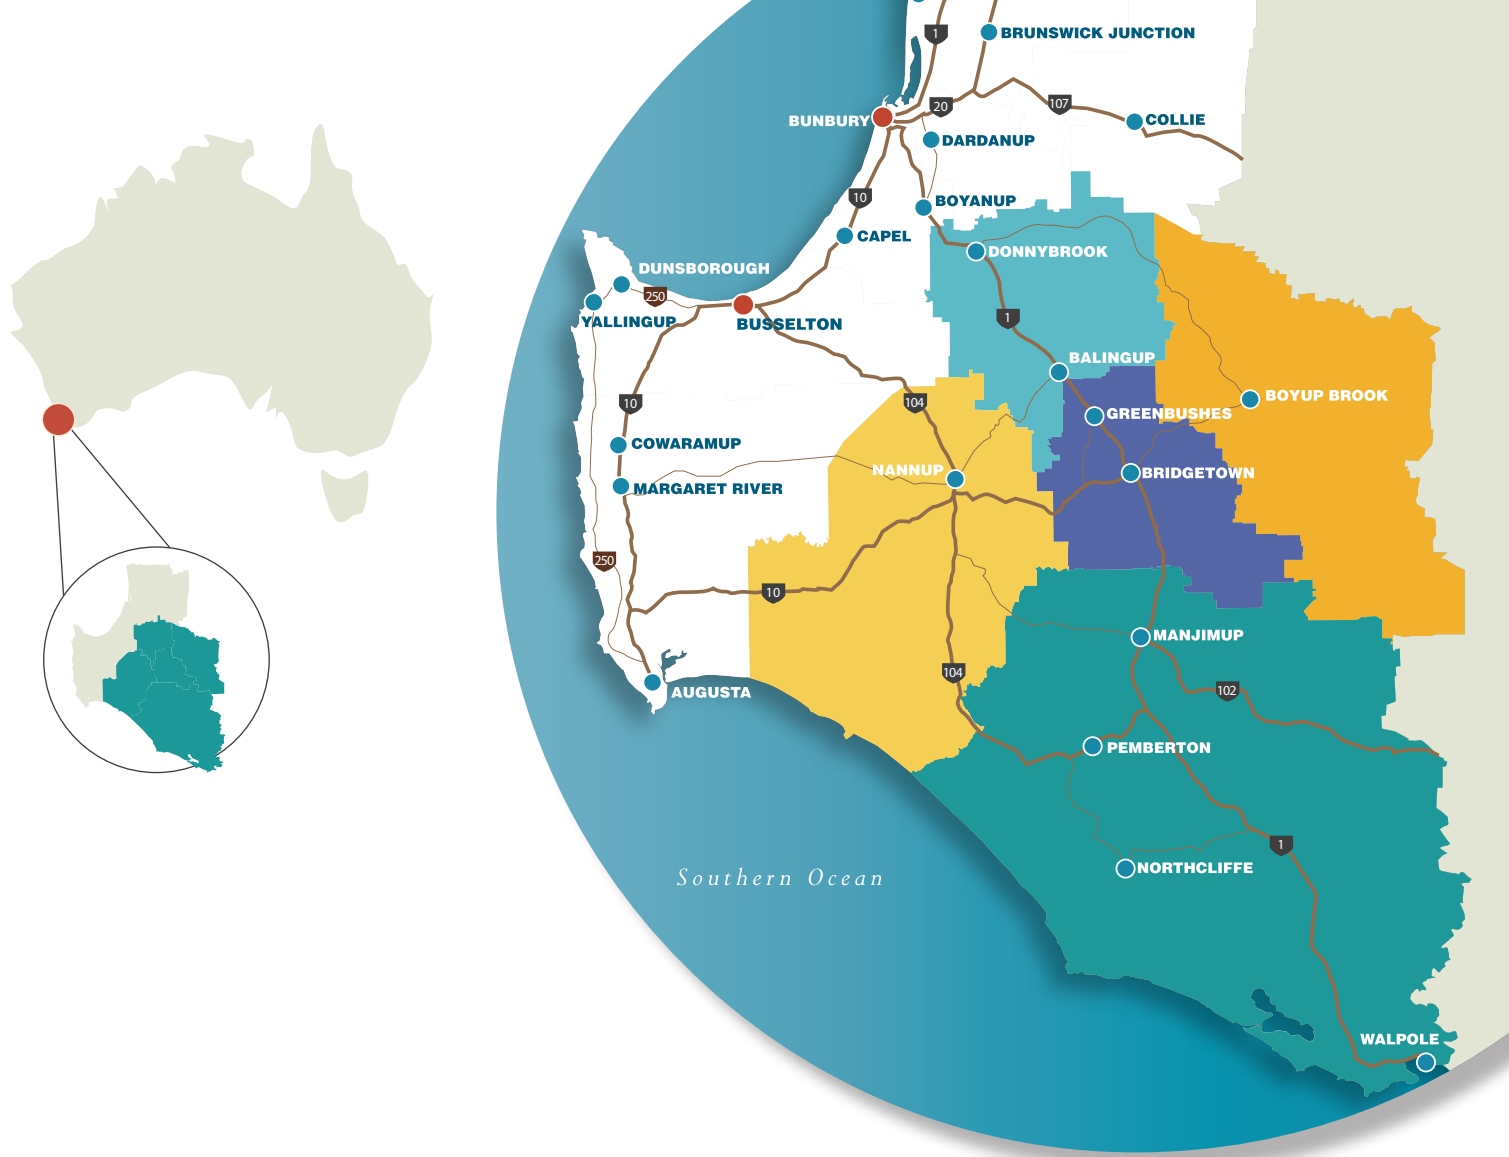 1
BRUNSWICK JUNCTION
20
107
BUNBURY
COLLIE
DARDANUP
10
BOYANUP
CAPEL
DONNYBROOK
DUNSBOROUGH
250
YALLINGUP
BUSSELTON
1
BALINGUP
10
104
BOYUP BROOK
GREENBUSHES
COWARAMUP
NANNUP
BRIDGETOWN
MARGARET RIVER
250
10
MANJIMUP
104
102
AUGUSTA
PEMBERTON
1
NORTHCLIFFE
Southern Ocean
WALPOLE